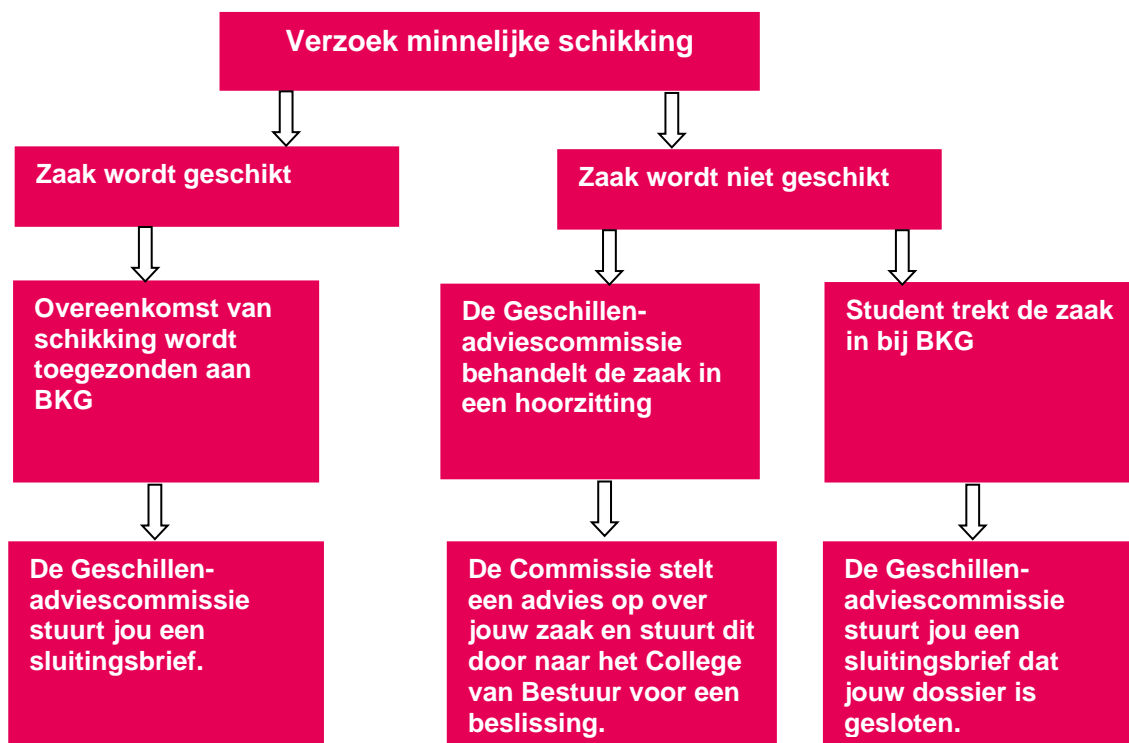 Verzoek minnelijke schikking
Zaak wordt geschikt
Zaak wordt niet geschikt
Overeenkomst van
schikking wordt
toegezonden aan
BKG
De Geschillen-
adviescommissie
behandelt de zaak in
een hoorzitting
Student trekt de zaak
in bij BKG
De Geschillen-
adviescommissie
stuurt jou een
sluitingsbrief.
De Commissie stelt
een advies op over
jouw zaak en stuurt dit
door naar het College
van Bestuur voor een
beslissing.
De Geschillen-
adviescommissie
stuurt jou een
sluitingsbrief dat
jouw dossier is
gesloten.